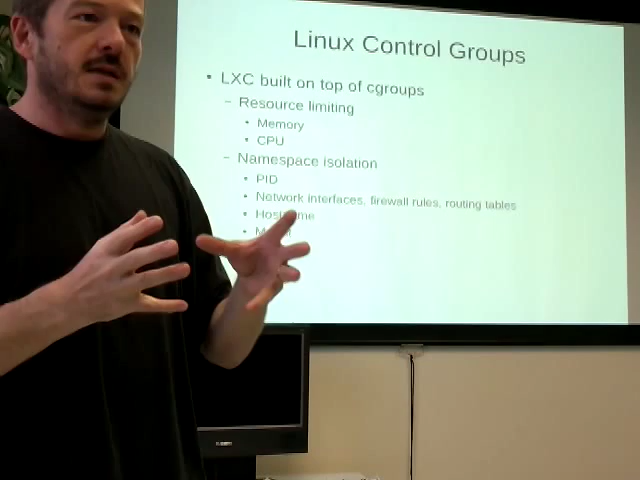 Linux Control Groups
• LXC built on top of cgroups
– Resource limiting
• Memory
• CPU
– Namespace isolation
• PID
• Network interfaces, firewall rules, routing tables
• Hostname